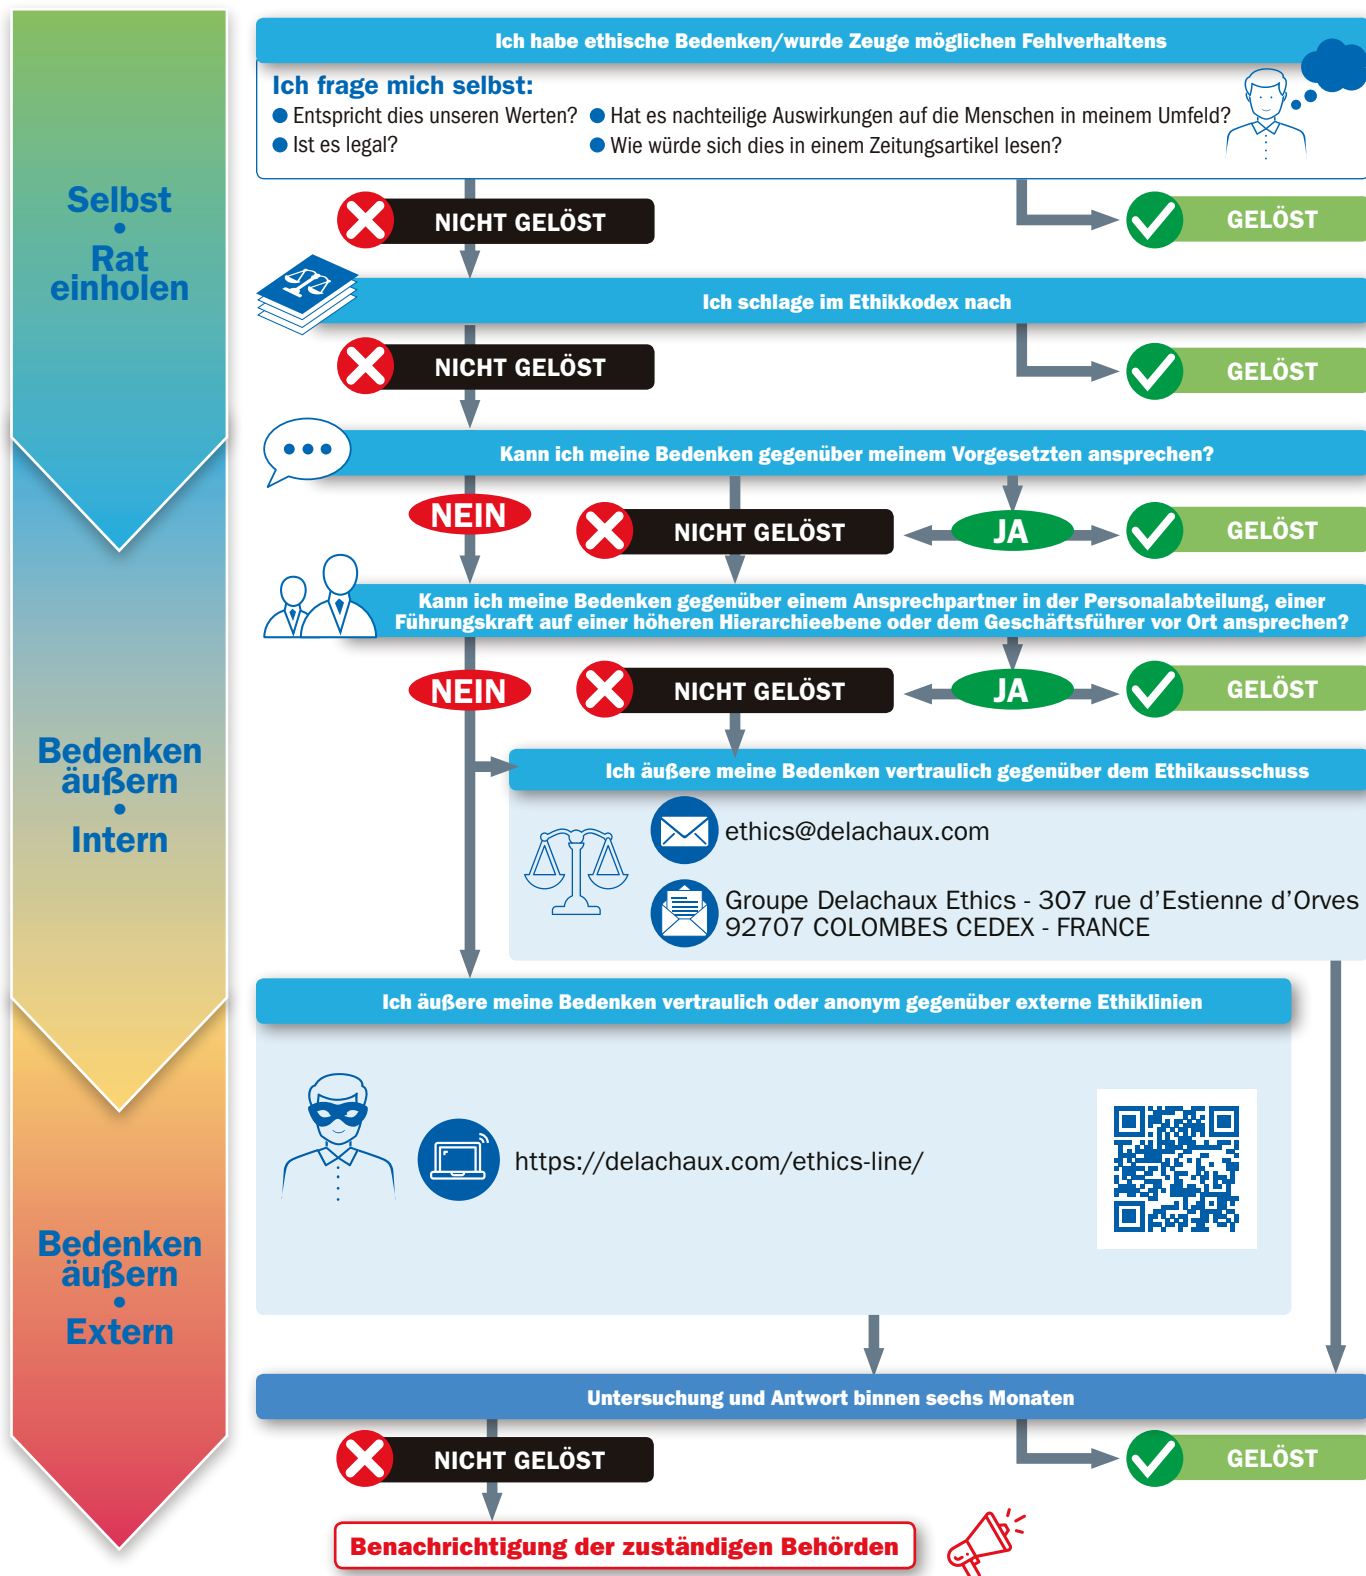 Ich habe ethische Bedenken/wurde Zeuge möglichen Fehlverhaltens
Ich frage mich selbst:
Entspricht dies unseren Werten?
Hat es nachteilige Auswirkungen auf die Menschen in meinem Umfeld?
Ist es legal?
Wie würde sich dies in einem Zeitungsartikel lesen?
Selbst
•
Rat
einholen
NICHT GELÖST
GELÖST
Ich schlage im Ethikkodex nach
NICHT GELÖST
GELÖST
Kann ich meine Bedenken gegenüber meinem Vorgesetzten ansprechen?
NEIN
NICHT GELÖST
JA
GELÖST
Kann ich meine Bedenken gegenüber einem Ansprechpartner in der Personalabteilung, einer
Führungskraft auf einer höheren Hierarchieebene oder dem Geschäftsführer vor Ort ansprechen?
NEIN
NICHT GELÖST
JA
GELÖST
Bedenken
äußern
•
Intern
Ich äußere meine Bedenken vertraulich gegenüber dem Ethikausschuss
ethics@delachaux.com
Groupe Delachaux Ethics - 307 rue d'Estienne d'Orves
92707 COLOMBES CEDEX - FRANCE
Ich äußere meine Bedenken vertraulich oder anonym gegenüber externe Ethiklinien
https://delachaux.com/ethics-line/
Bedenken
äußern
•
Extern
Untersuchung und Antwort binnen sechs Monaten
NICHT GELÖST
GELÖST
Benachrichtigung der zuständigen Behörden